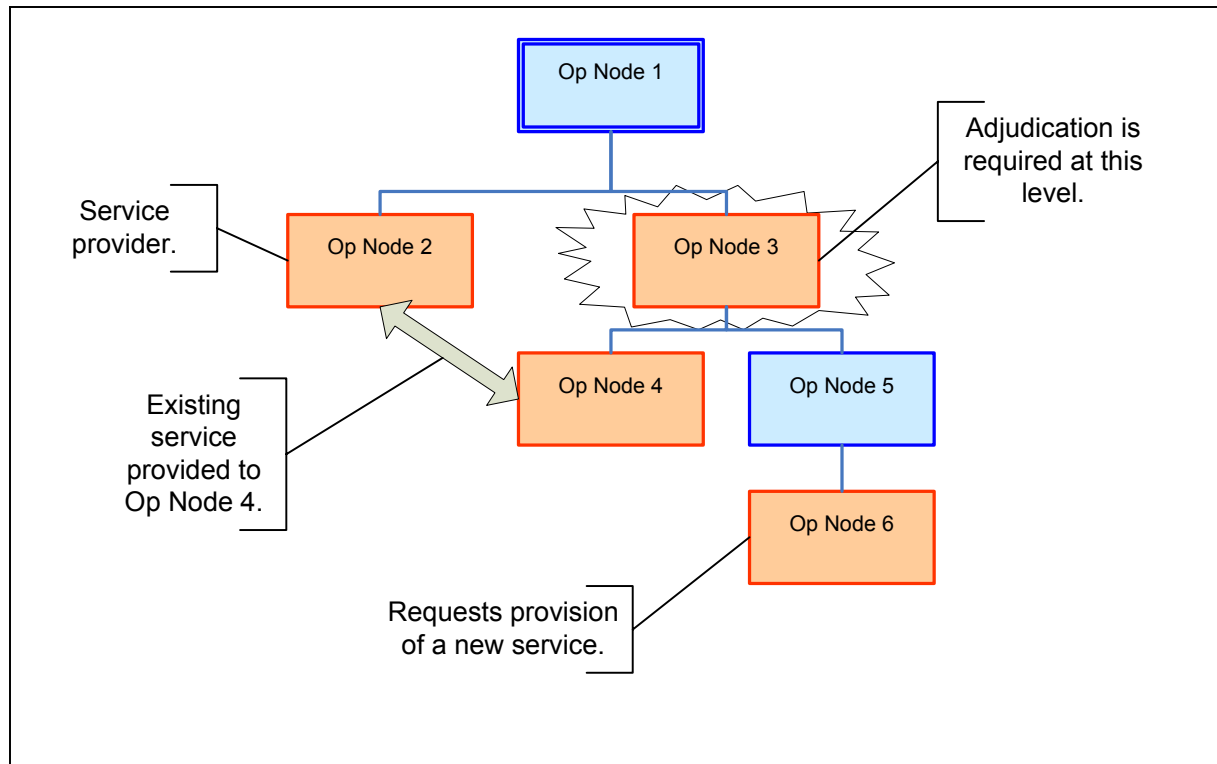 Op Node 1
Adjudication is
required at this
level.
Service
provider.
Op Node 2
Op Node 3
Op Node 4
Op Node 5
Existing
service
provided to
Op Node 4.
Op Node 6
Requests provision
of a new service.